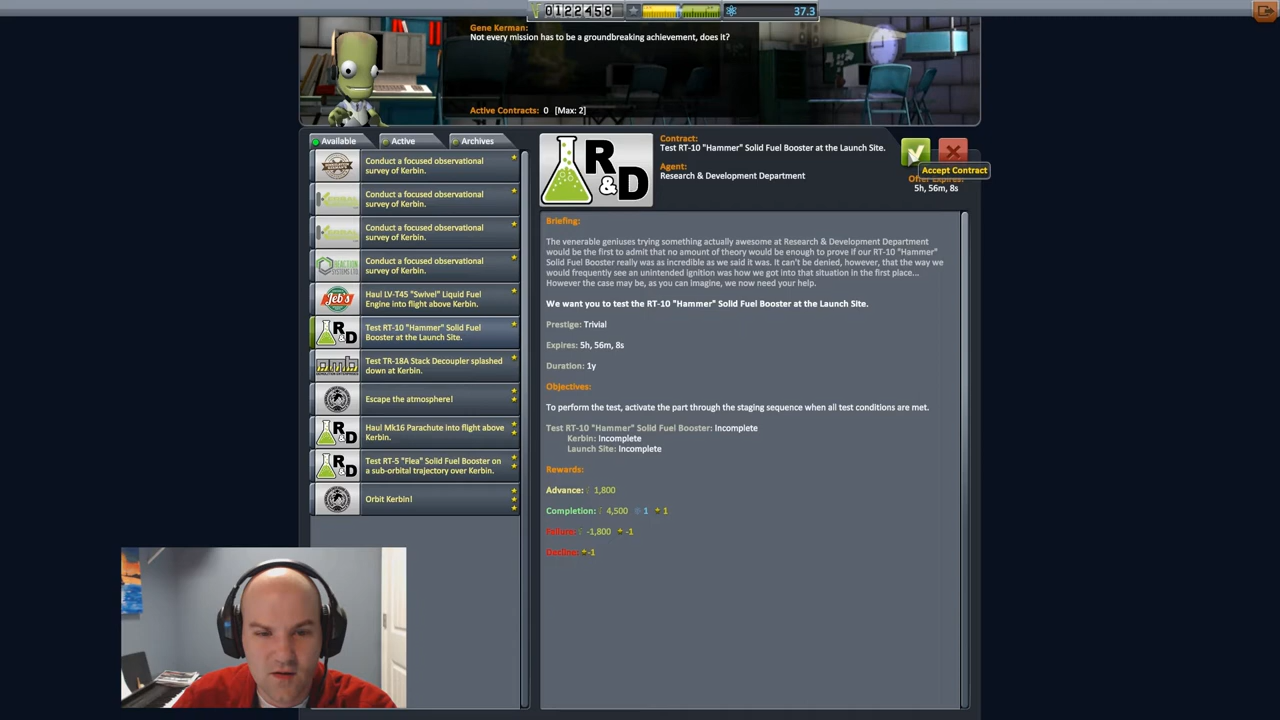 0122458
37.3
Gene Kerman:
Not every mission has to be a groundbreaking achievement, does it?
Active Contracts: 0 [Max: 2]
Available
Active
Archives
Conduct a focused observational
survey of Kerbin.
Conduct a focused observational
survey of Kerbin.
Conduct a focused observational
survey of Kerbin.
Conduct a focused observational
survey of Kerbin.
Jeb's
Haul LV-T45 "Swivel" Liquid Fuel
Engine into flight above Kerbin.
R&D
Test RT-10 "Hammer" Solid Fuel
Booster at the Launch Site.
Test TR-18A Stack Decoupler splashed
down at Kerbin.
Escape the atmosphere!
R&D
Haul Mk16 Parachute into flight above
Kerbin.
R&D
Test RT-5 "Flea" Solid Fuel Booster on
a sub-orbital trajectory over Kerbin.
Orbit Kerbin!
R&D
Contract:
Test RT-10 "Hammer" Solid Fuel Booster at the Launch Site.
Agent:
Research & Development Department
Accept Contract
Offer Expires:
5h, 56m, 8s
Briefing:
The venerable geniuses trying something actually awesome at Research & Development Department
would be the first to admit that no amount of theory would be enough to prove if our RT-10 "Hammer"
Solid Fuel Booster really was as incredible as we said it was. It can't be denied, however, that the way we
would frequently see an unintended ignition was how we got into that situation in the first place...
However the case may be, as you can imagine, we now need your help.
We want you to test the RT-10 "Hammer" Solid Fuel Booster at the Launch Site.
Prestige: Trivial
Expires: 5h, 56m, 8s
Duration: 1y
Objectives:
To perform the test, activate the part through the staging sequence when all test conditions are met.
Test RT-10 "Hammer" Solid Fuel Booster: Incomplete
Kerbin: Incomplete
Launch Site: Incomplete
Rewards:
Advance: 1,800
Completion: 4,500 1 1
Failure: -1,800 -1
Decline: -1